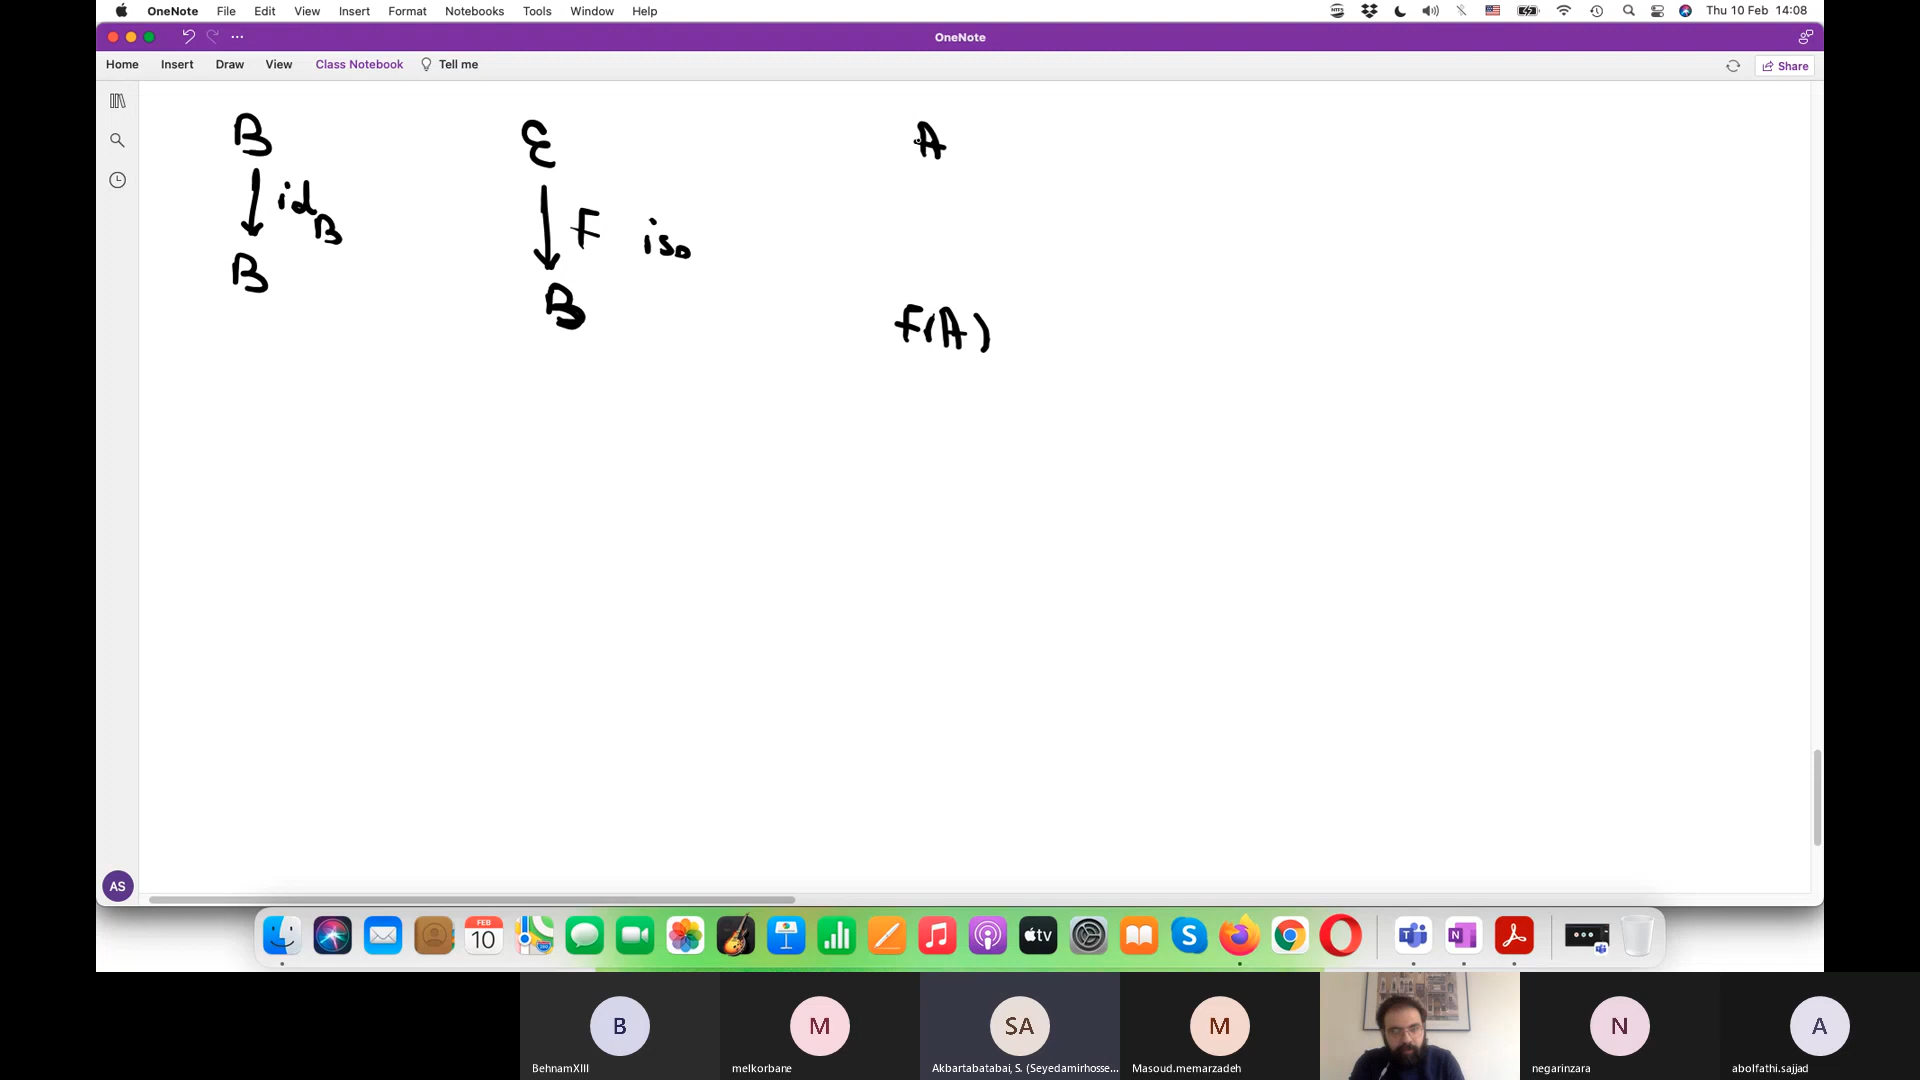 OneNote File Edit View Insert Format Notebooks Tools Window Help Thu 10 Feb 14:08
OneNote
Home Insert Draw View Class Notebook Tell me Share
B ℰ A
id_B F iso
B B F(A)
AS
FEB
10
tv
B M SA M N A
BehnamXIII melkorbane Akbartabatabai, S. (Seyedamirhosse... Masoud.memarzadeh negarinzara abolfathi.sajjad